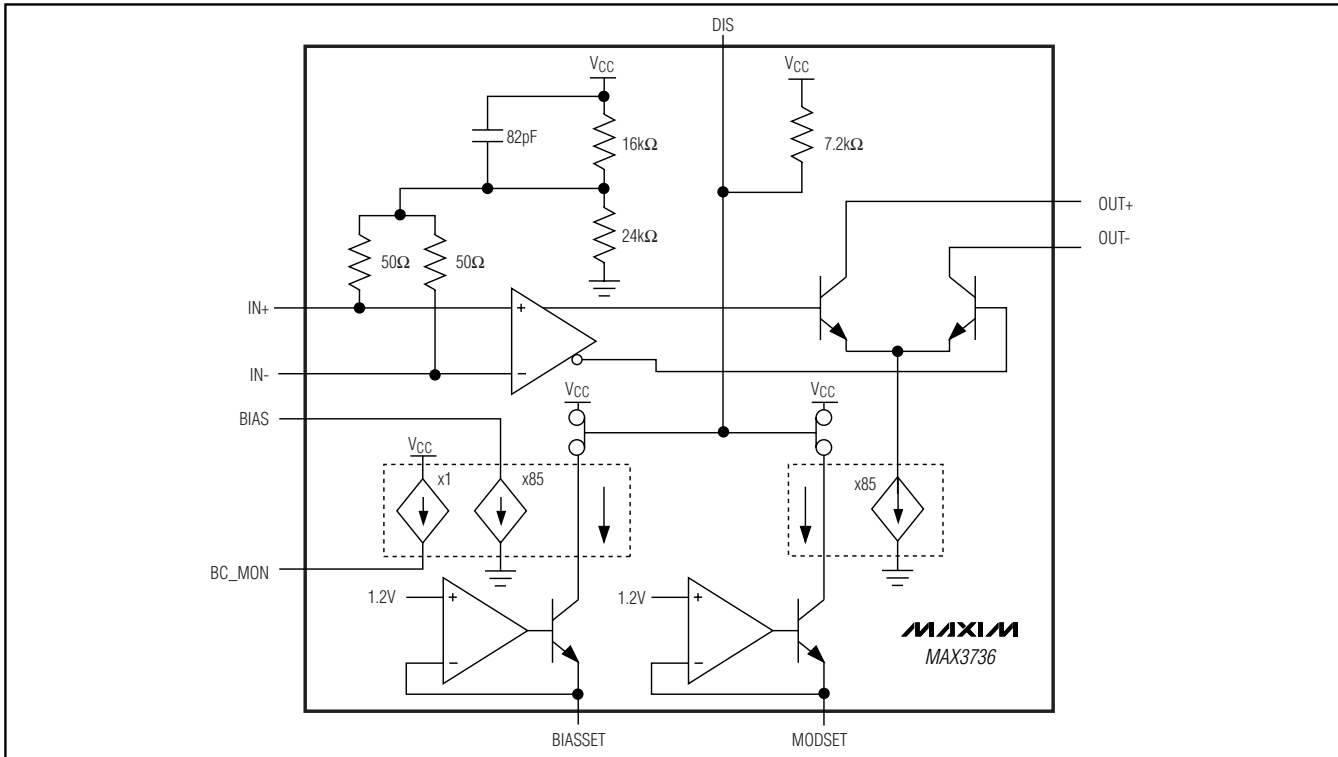 DIS
VCC
VCC
82pF
16kΩ
7.2kΩ
OUT+
24kΩ
OUT-
50Ω
50Ω
IN+
+
IN-
−
VCC
VCC
BIAS
VCC
x1
x85
x85
BC_MON
1.2V
+
1.2V
+
MAXIM
MAX3736
−
−
BIASSET
MODSET